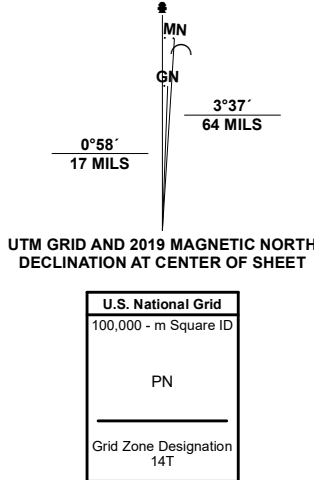 MN
GN
3°37´
64 MILS
0°58´
17 MILS
UTM GRID AND 2019 MAGNETIC NORTH
DECLINATION AT CENTER OF SHEET
U.S. National Grid
100,000 - m Square ID
PN
Grid Zone Designation
14T